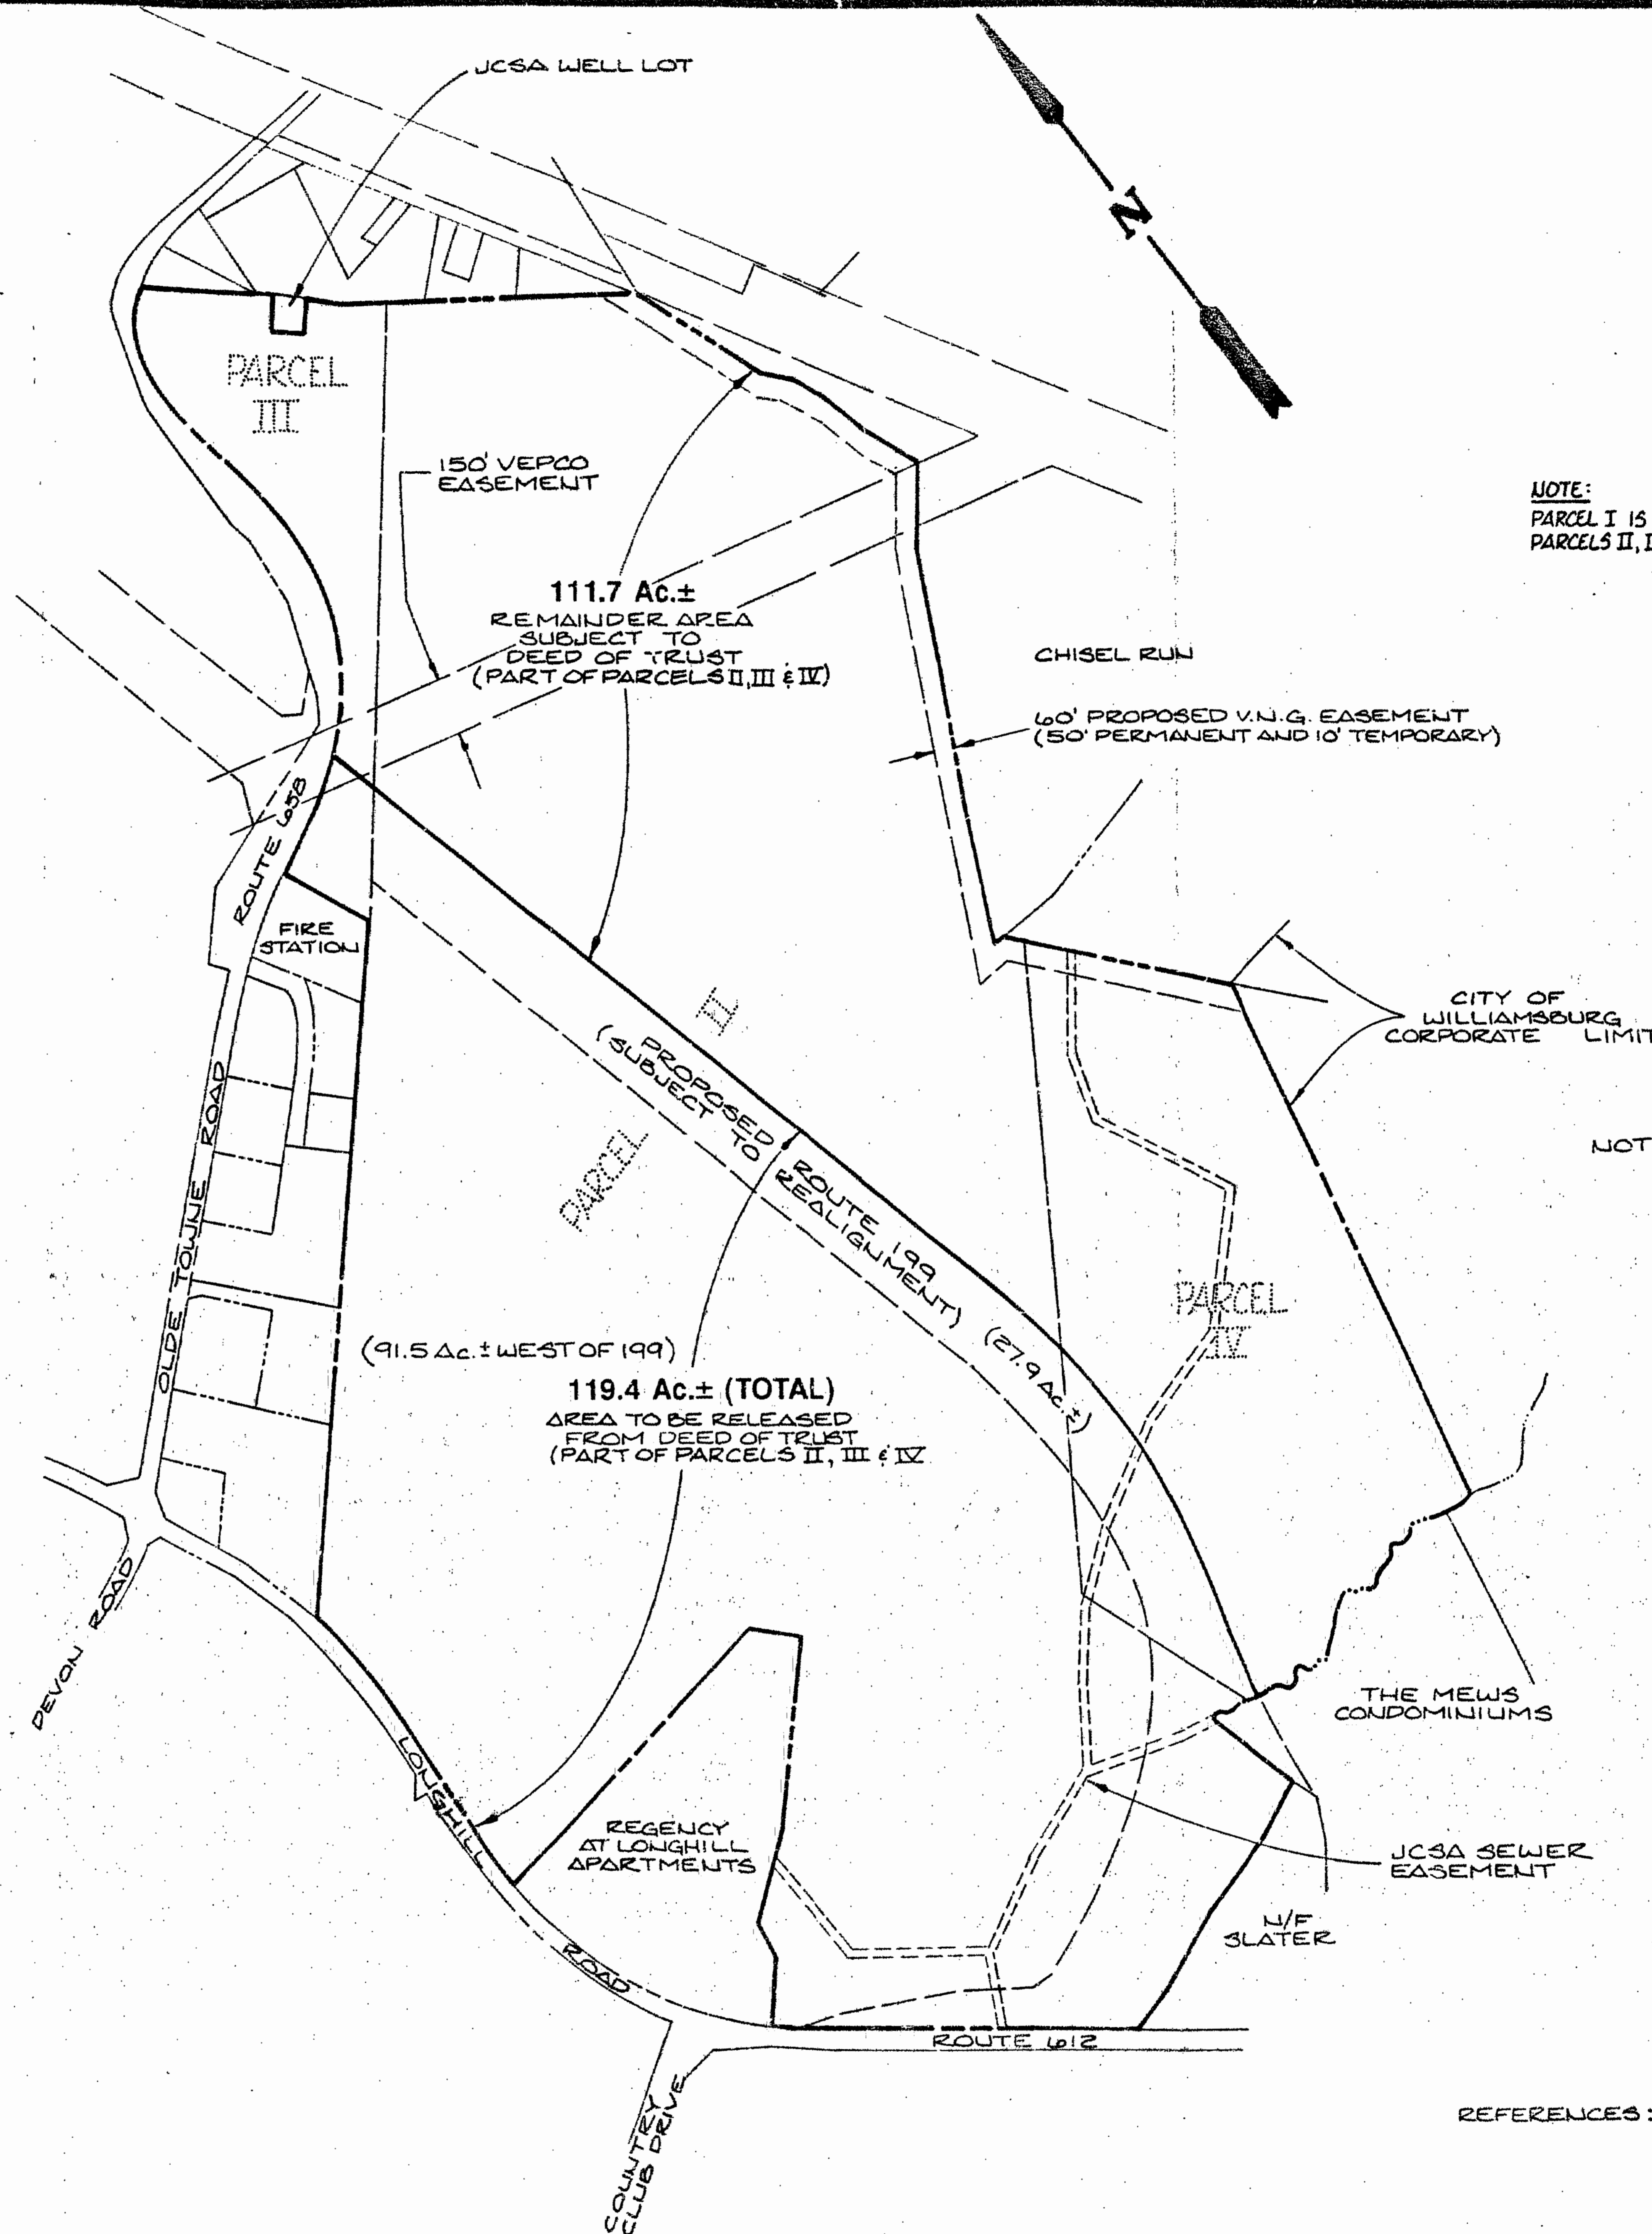 JCSA WELL LOT
N
PARCEL
III
150' VEPCO
EASEMENT
NOTE:
PARCEL I IS
PARCELS II, I
111.7 Ac.±
REMAINDER AREA
SUBJECT TO
DEED OF TRUST
(PART OF PARCELS II, III & IV)
CHISEL RUN
60' PROPOSED V.N.G. EASEMENT
(50' PERMANENT AND 10' TEMPORARY)
ROUTE 658
FIRE
STATION
CITY OF
WILLIAMSBURG
CORPORATE LIMIT
PARCEL II
PROPOSED ROUTE 199
(SUBJECT TO REALIGNMENT)
(27.9 Ac.±)
NOT
OLDE TOWNE ROAD
PARCEL
IV
(91.5 Ac.± WEST OF 199)
119.4 Ac.± (TOTAL)
AREA TO BE RELEASED
FROM DEED OF TRUST
(PART OF PARCELS II, III & IV
DEVON ROAD
THE MEWS
CONDOMINIUMS
LONGHILL ROAD
REGENCY
AT LONGHILL
APARTMENTS
JCSA SEWER
EASEMENT
N/F
SLATER
ROUTE 612
COUNTRY
CLUB DRIVE
REFERENCES: